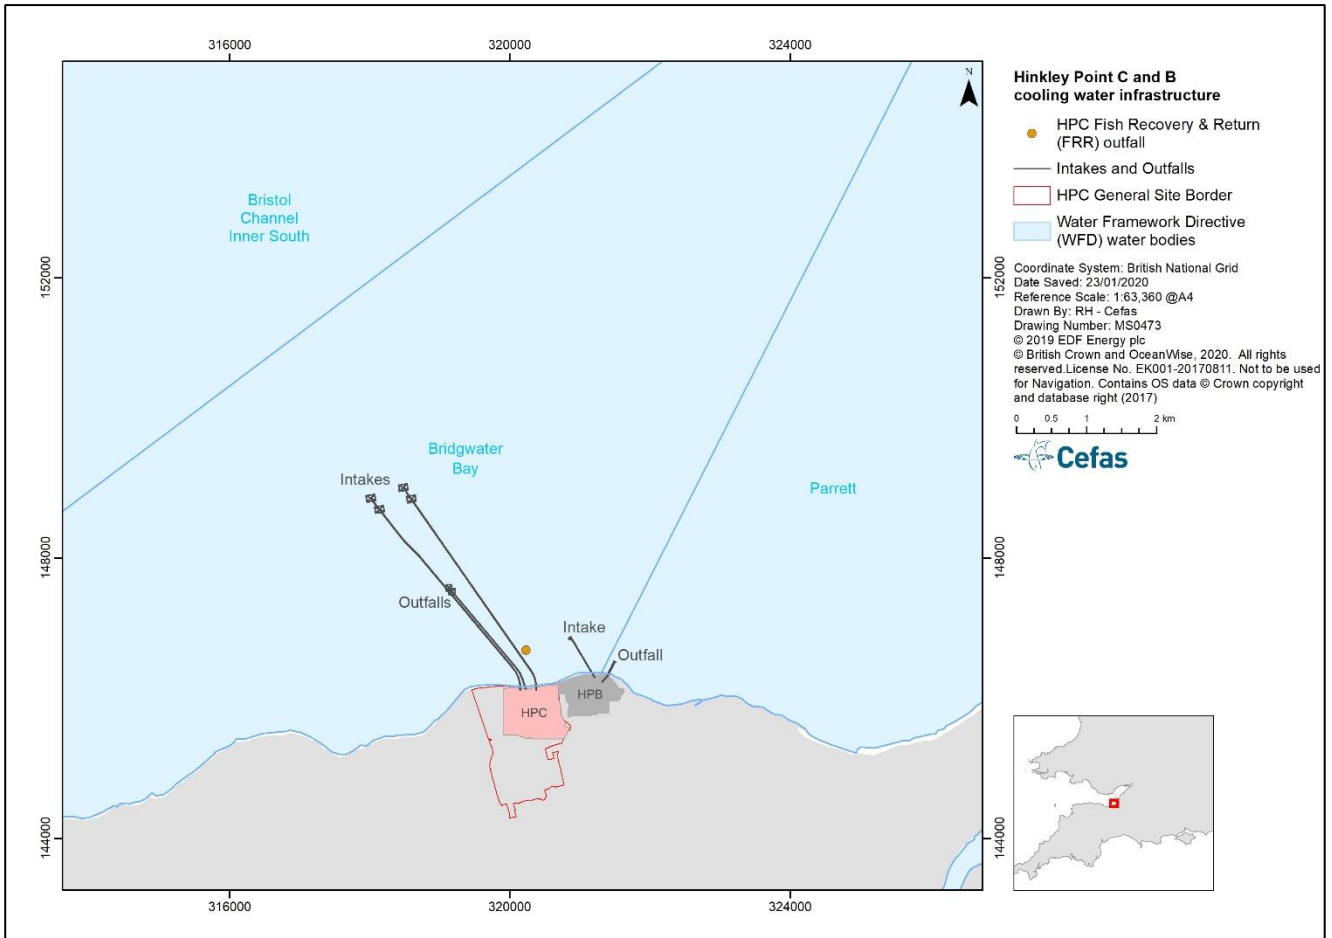 316000
320000
324000
N
152000
152000
Bristol
Channel
Inner South
Bridgwater
Bay
Intakes
Parrett
148000
148000
Outfalls
Intake
Outfall
HPB
HPC
144000
144000
316000
320000
324000
Hinkley Point C and B
cooling water infrastructure
HPC Fish Recovery & Return
(FRR) outfall
Intakes and Outfalls
HPC General Site Border
Water Framework Directive
(WFD) water bodies
Coordinate System: British National Grid
Date Saved: 23/01/2020
Reference Scale: 1:63,360 @A4
Drawn By: RH - Cefas
Drawing Number: MS0473
© 2019 EDF Energy plc
© British Crown and OceanWise, 2020. All rights
reserved.License No. EK001-20170811. Not to be used
for Navigation. Contains OS data © Crown copyright
and database right (2017)
0 0.5 1 2 km
Cefas